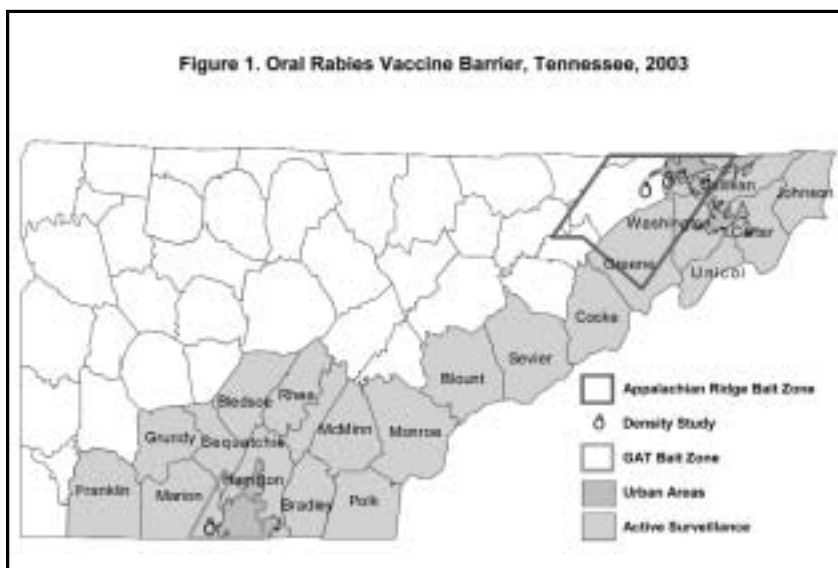 Figure 1. Oral Rabies Vaccine Barrier, Tennessee, 2003
Sullivan
Johnson
Washington
Carter
Greene
Unicoi
Cocke
Sevier
Blount
Bledsoe
Rhea
McMinn
Monroe
Grundy
Sequatchie
Hamilton
Franklin
Marion
Bradley
Polk
Appalachian Ridge Bait Zone
Density Study
GAT Bait Zone
Urban Areas
Active Surveillance